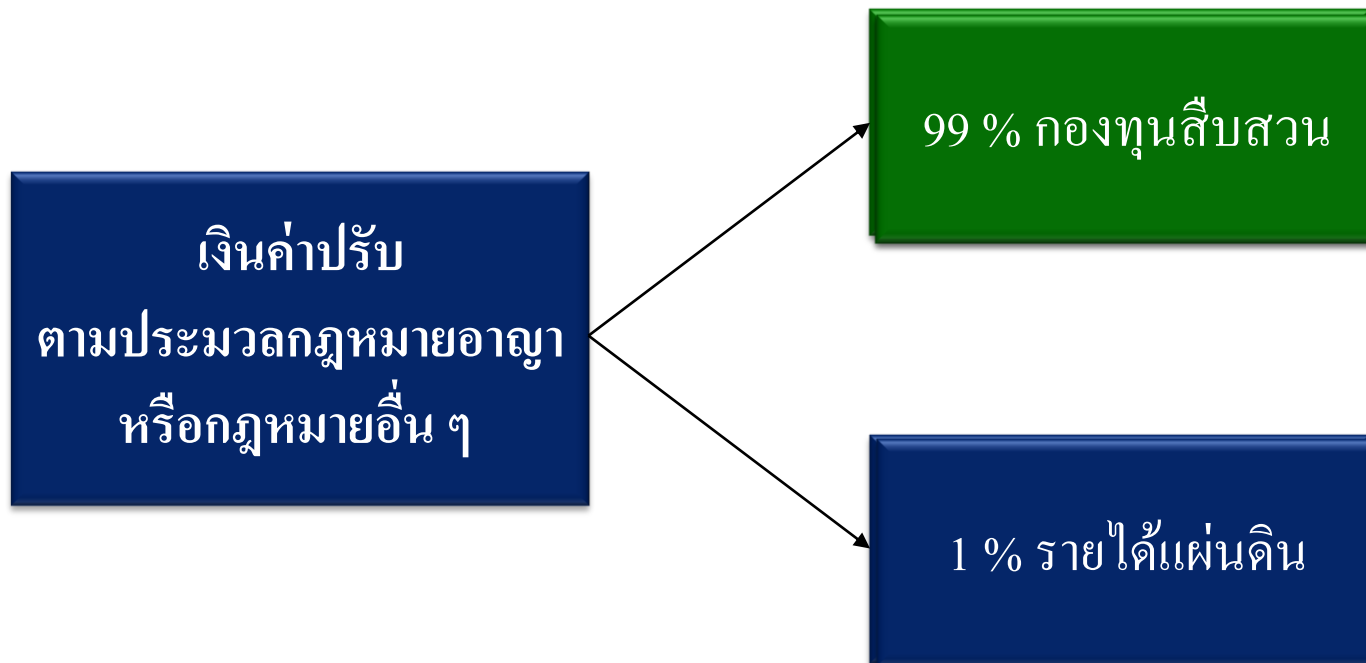 เงินค่าปรับ
ตามประมวลกฎหมายอาญา
หรือกฎหมายอื่น ๆ
99 % กองทุนสืบสวน
1 % รายได้แผ่นดิน